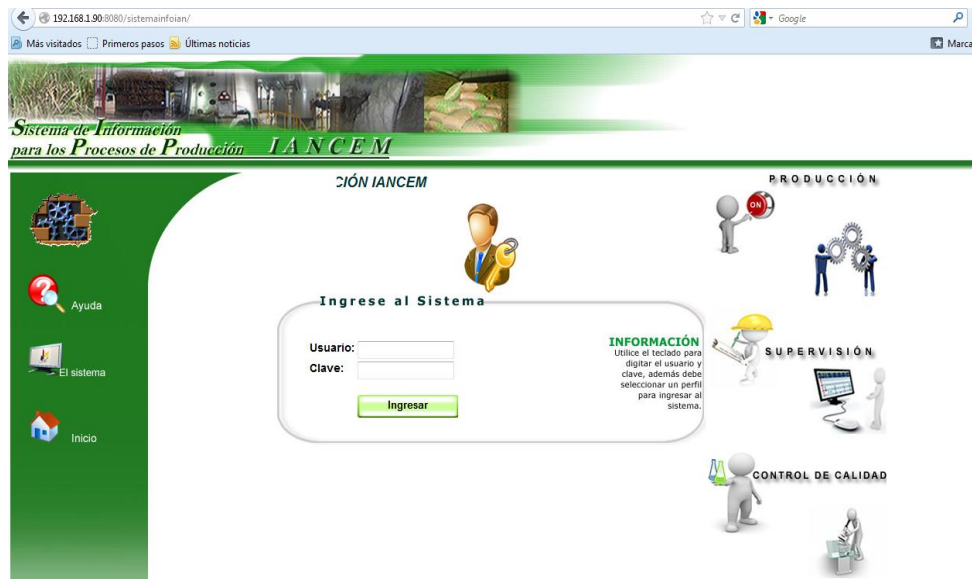 192.168.1.90:8080/sistemainfoian/
Google
Más visitados
Primeros pasos
Últimas noticias
Marca
Sistema de Información
para los Procesos de Producción
IANCEM
CIÓN IANCEM
PRODUCCIÓN
ON
Ayuda
El sistema
Inicio
Ingrese al Sistema
Usuario:
Clave:
Ingresar
INFORMACIÓN
Utilice el teclado para
digitar el usuario y
clave, además debe
seleccionar un perfil
para ingresar al
sistema.
SUPERVISIÓN
CONTROL DE CALIDAD